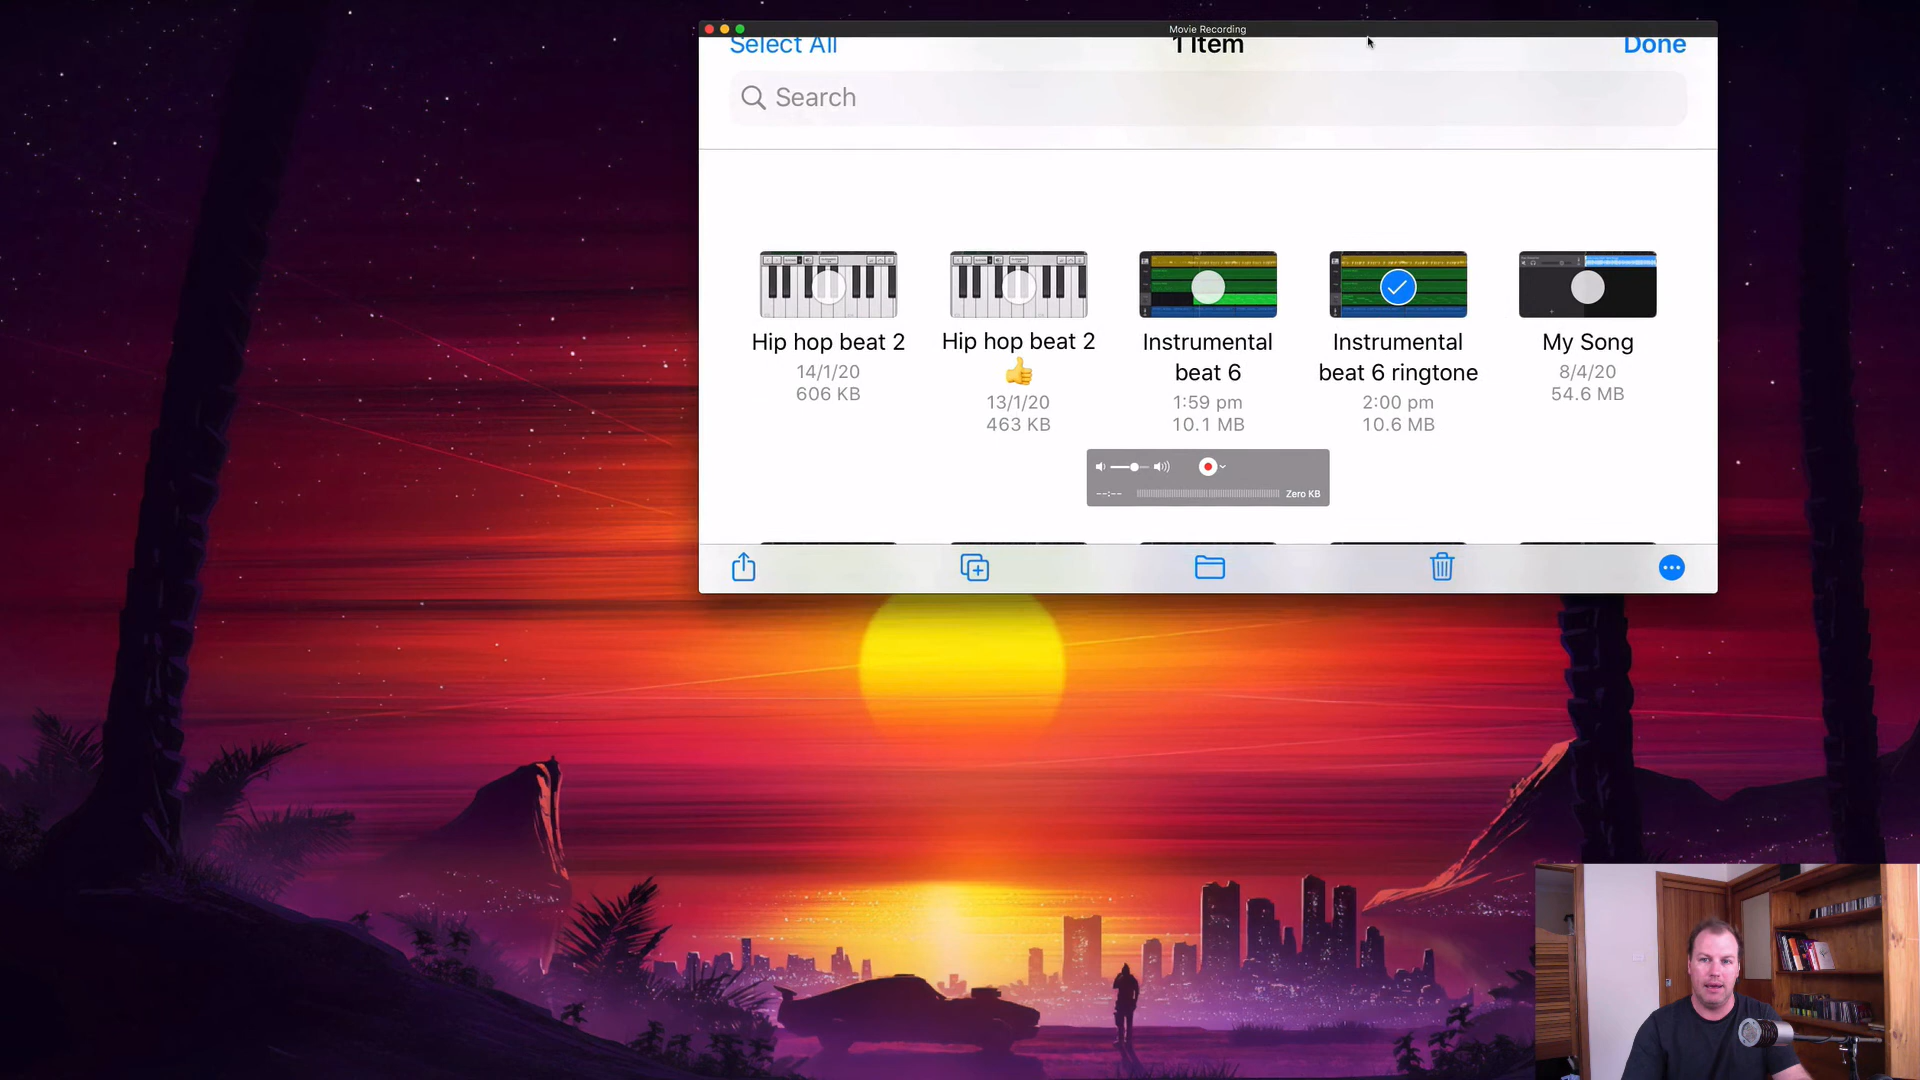 Movie Recording
Select All
1 Item
Done
Search
Hip hop beat 2
14/1/20
606 KB
Hip hop beat 2
👍
13/1/20
463 KB
Instrumental
beat 6
1:59 pm
10.1 MB
Instrumental
beat 6 ringtone
2:00 pm
10.6 MB
My Song
8/4/20
54.6 MB
--:--
Zero KB